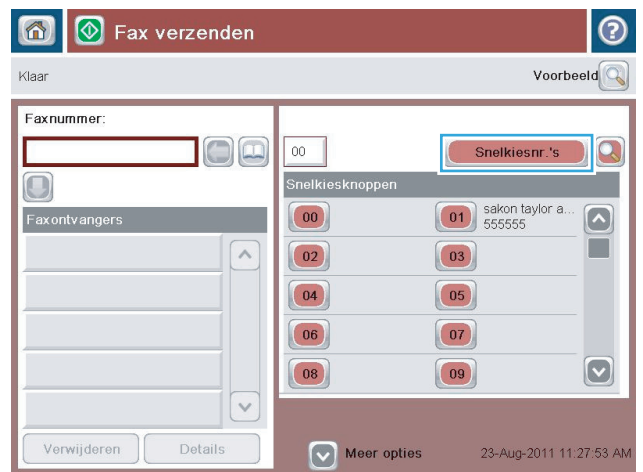 Fax verzenden
Klaar
Voorbeeld
Faxnummer:
00
Snelkiesnr.'s
Snelkiesknoppen
Faxontvangers
00
01 sakon taylor a...
555555
02
03
04
05
06
07
08
09
Verwijderen
Details
Meer opties
23-Aug-2011 11:27:53 AM